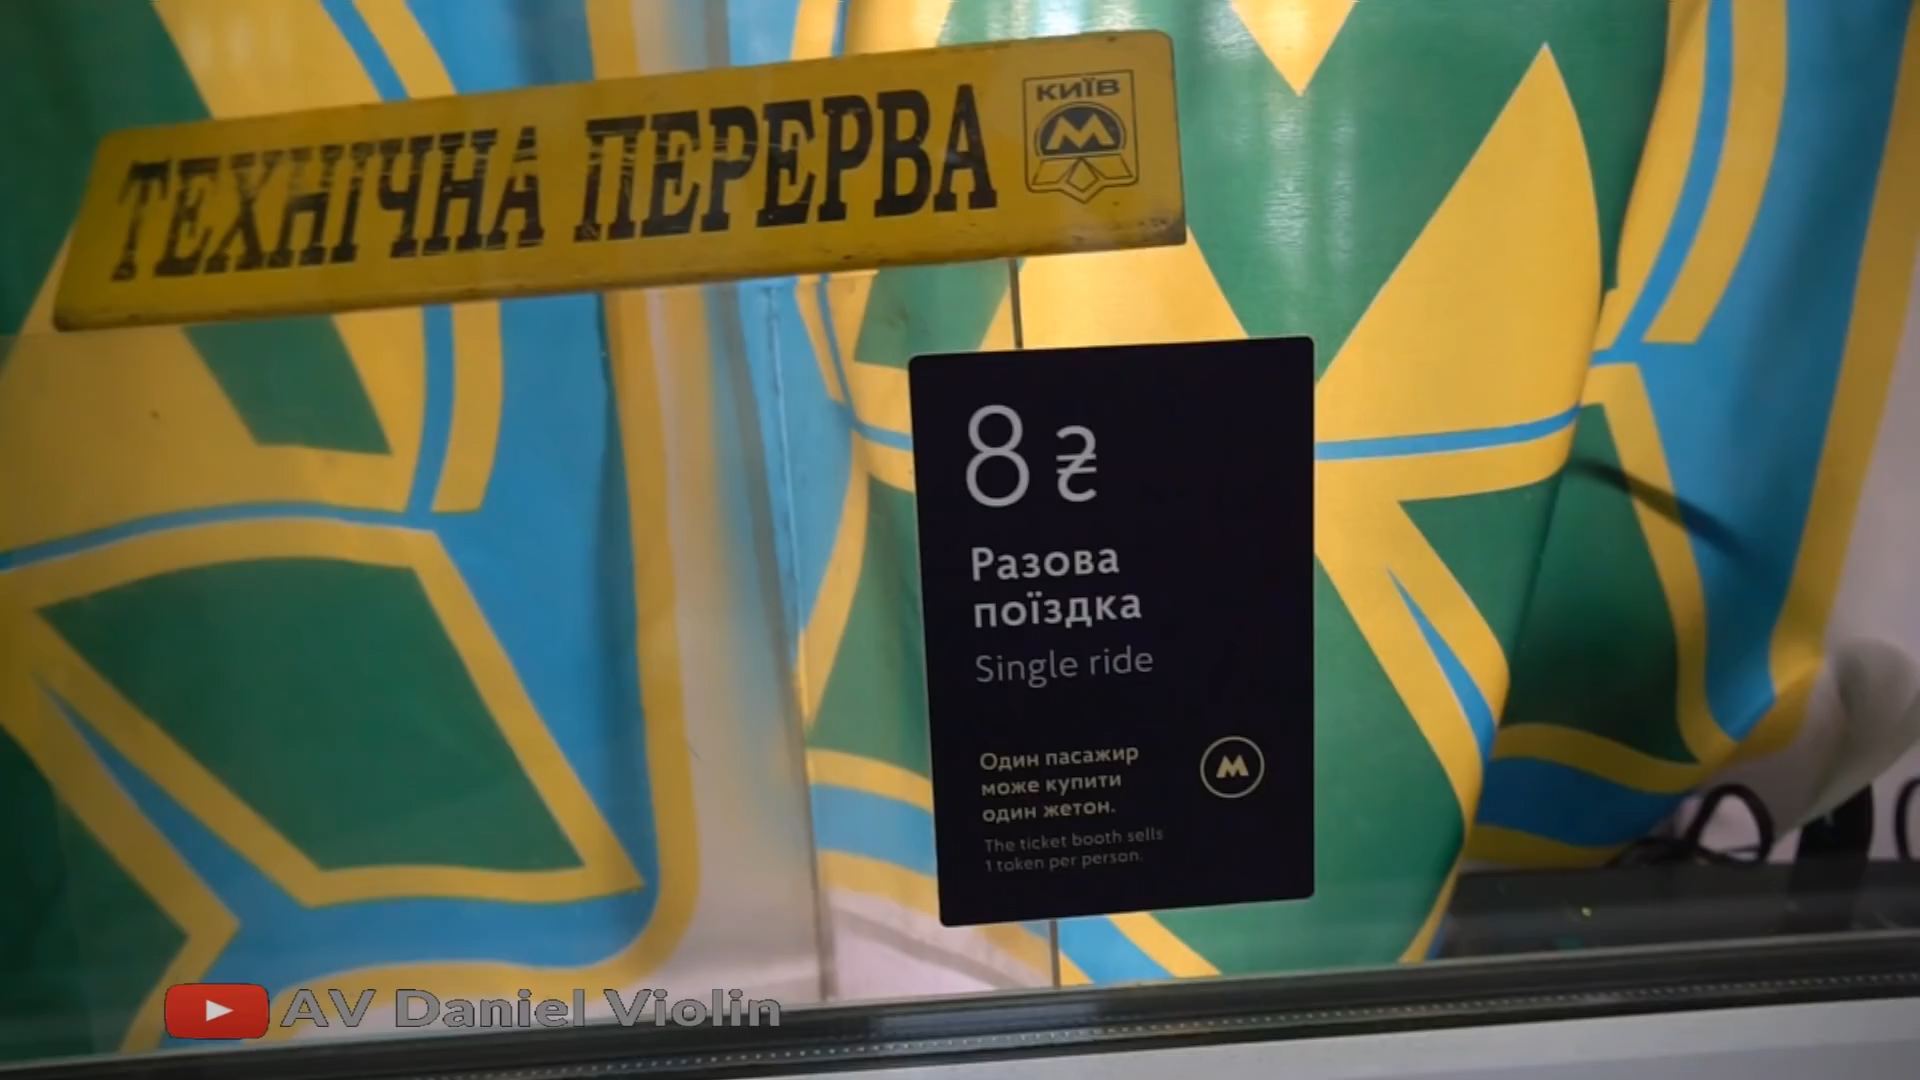 ТЕХНІЧНА ПЕРЕРВА
КИЇВ
М
8 ₴
Разова
поїздка
Single ride
Один пасажир
може купити
один жетон.
М
The ticket booth sells
1 token per person.
AV Daniel Violin